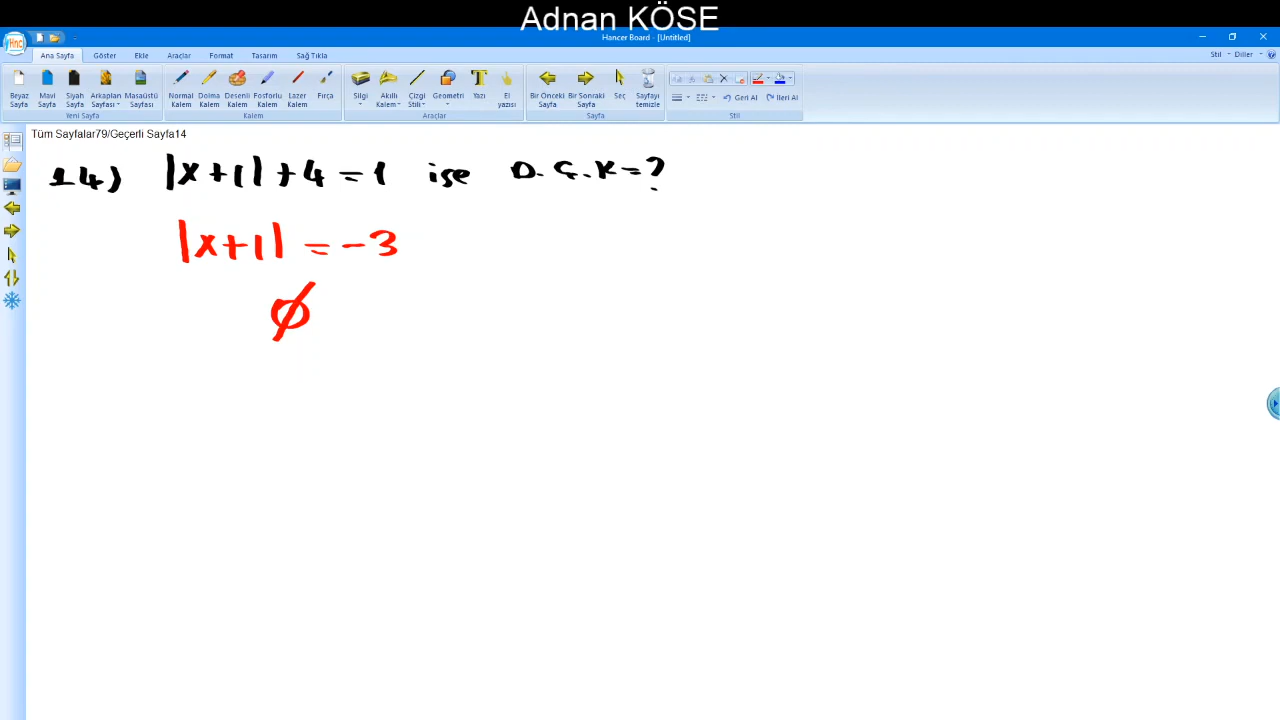 Adnan KÖSE
Hancer Board - [Untitled]
Hnc
Ana Sayfa Göster Ekle Araçlar Format Tasarım Sağ Tıkla
Stil Diller
Beyaz Sayfa Mavi Sayfa Siyah Sayfa Arkaplan Sayfası Masaüstü Sayfası
Yeni Sayfa
Normal Kalem Dolma Kalem Desenli Kalem Fosforlu Kalem Lazer Kalem Fırça
Kalem
Silgi Akıllı Kalem Çizgi Stili Geometri Yazı El yazısı
Araçlar
Bir Önceki Sayfa Bir Sonraki Sayfa Seç Sayfayı temizle
Sayfa
Geri Al İleri Al
Stil
Tüm Sayfalar79/Geçerli Sayfa14
14) |x+1|+4=1 ise D.Ç.K=?
|x+1| = -3
∅